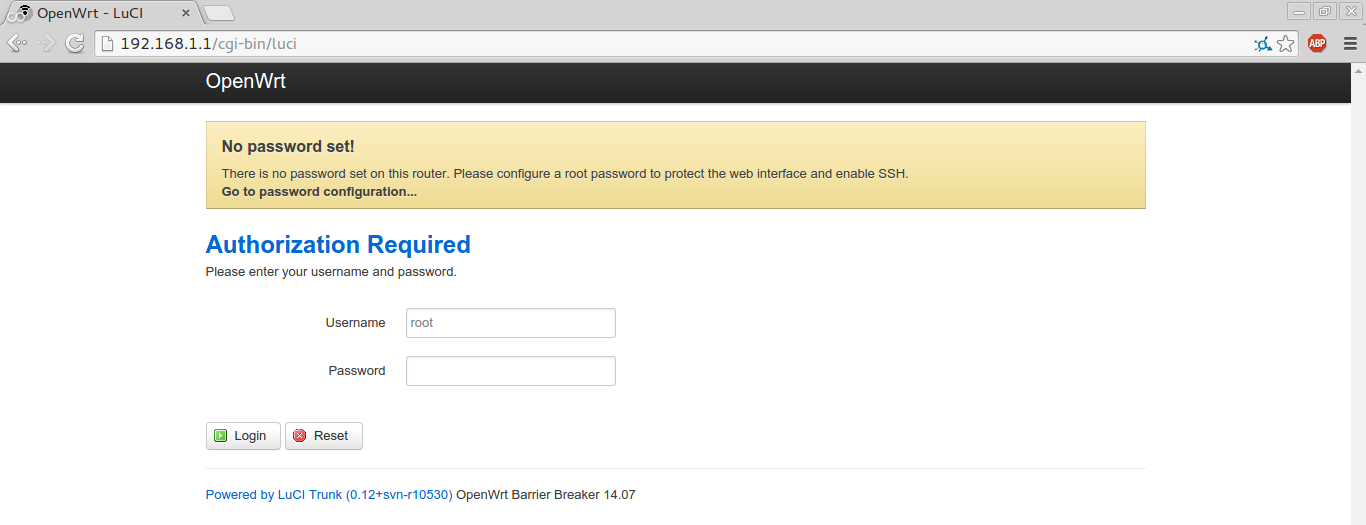 OpenWrt - LuCI
192.168.1.1/cgi-bin/luci
ABP
OpenWrt
No password set!
There is no password set on this router. Please configure a root password to protect the web interface and enable SSH.
Go to password configuration...
Authorization Required
Please enter your username and password.
Username root
Password
Login Reset
Powered by LuCI Trunk (0.12+svn-r10530) OpenWrt Barrier Breaker 14.07